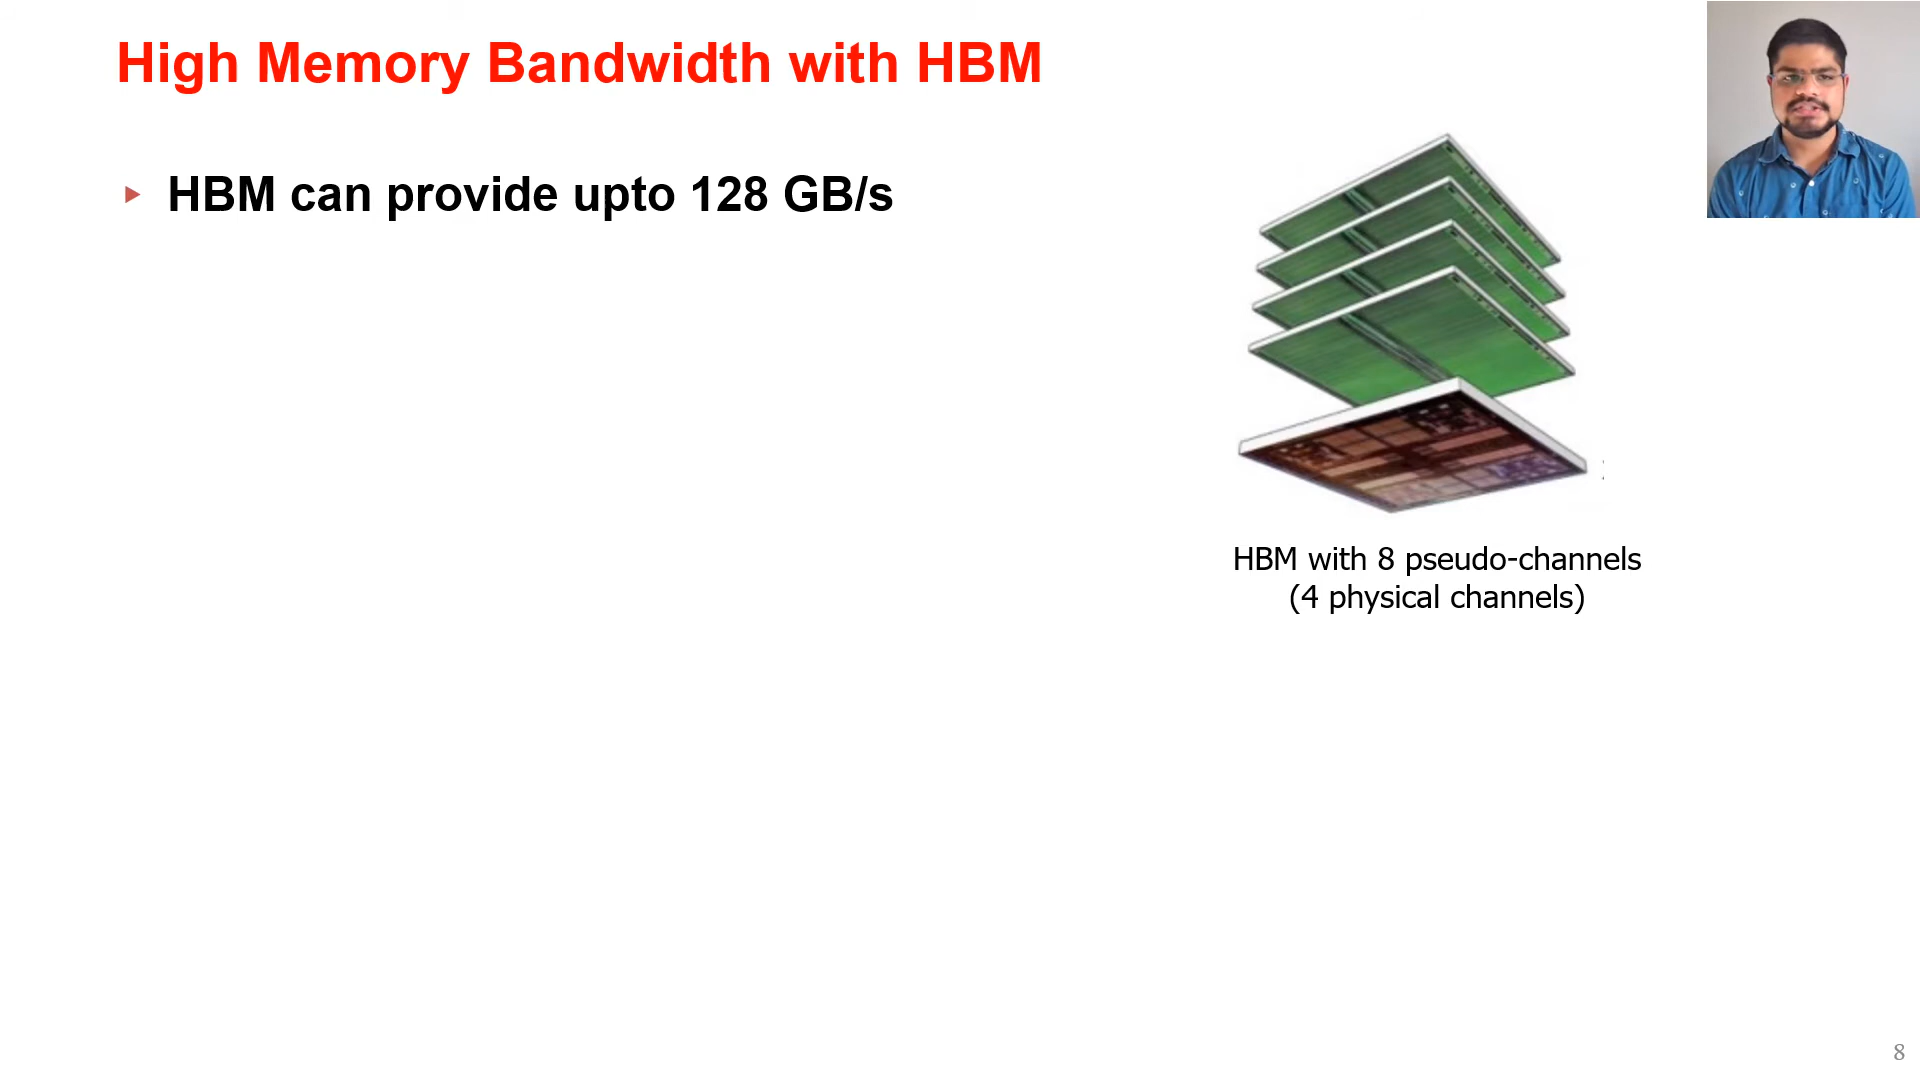 High Memory Bandwidth with HBM
HBM can provide upto 128 GB/s
HBM with 8 pseudo-channels
(4 physical channels)
8